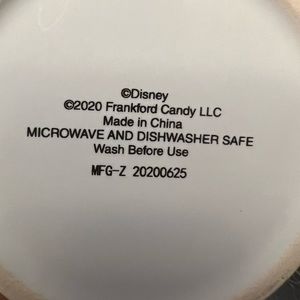 ©Disney
©2020 Frankford Candy LLC
Made in China
MICROWAVE AND DISHWASHER SAFE
Wash Before Use
MFG-Z 20200625